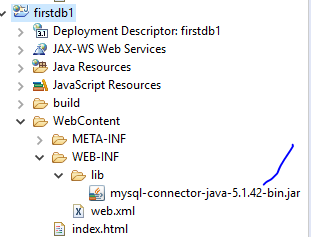 firstdb1
Deployment Descriptor: firstdb1
JAX-WS Web Services
Java Resources
JavaScript Resources
build
WebContent
META-INF
WEB-INF
lib
mysql-connector-java-5.1.42-bin.jar
web.xml
index.html